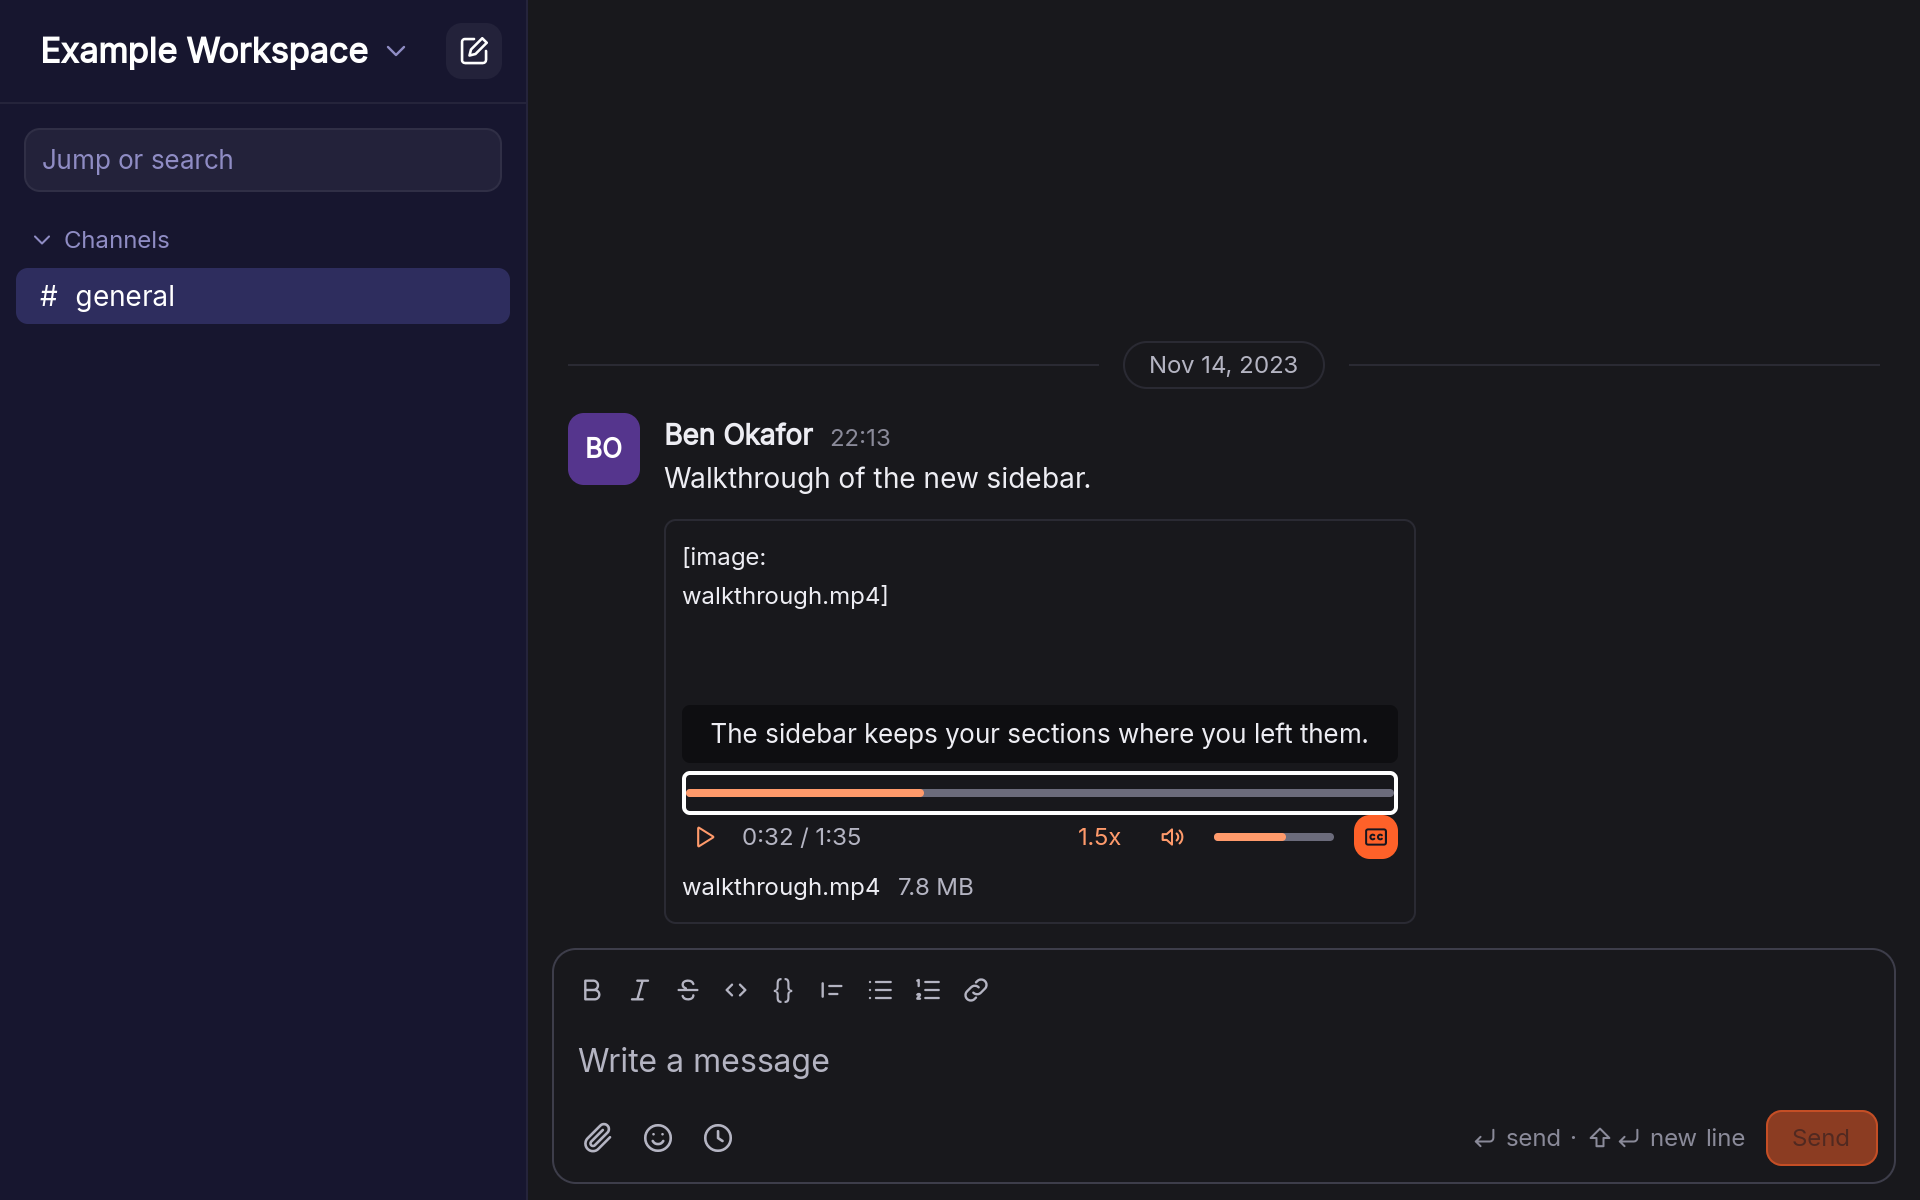 Example Workspace
Jump or search
Channels
# general
Nov 14, 2023
BO
Ben Okafor 22:13
Walkthrough of the new sidebar.
[image:
walkthrough.mp4]
The sidebar keeps your sections where you left them.
0:32 / 1:35 1.5x CC
walkthrough.mp4 7.8 MB
Write a message
send · new line Send